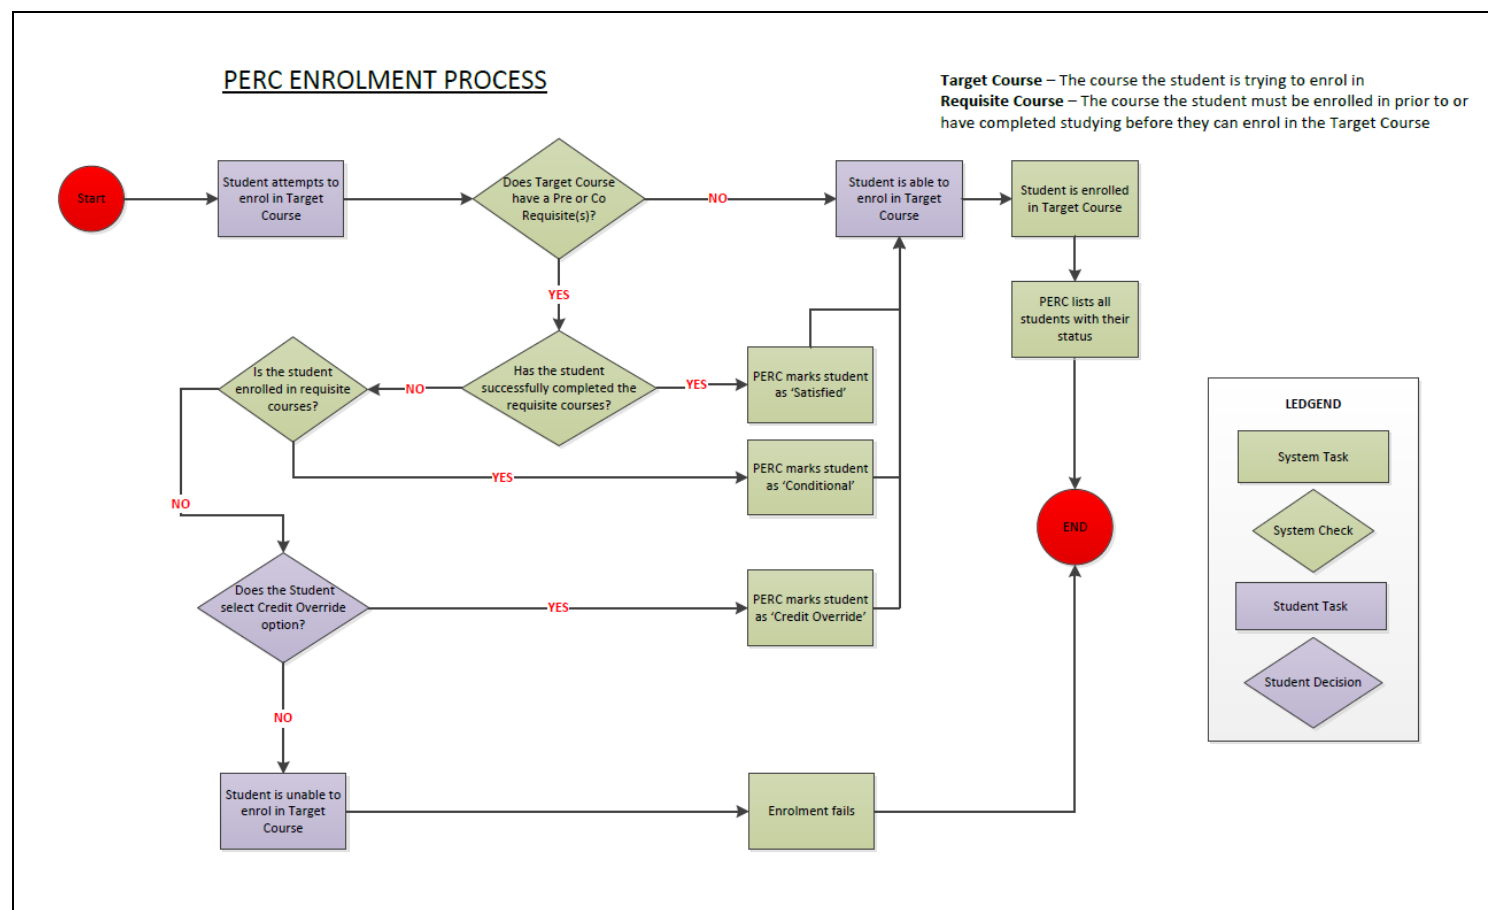 PERC ENROLMENT PROCESS
Target Course – The course the student is trying to enrol in
Requisite Course – The course the student must be enrolled in prior to or
have completed studying before they can enrol in the Target Course
Start
Student attempts to
enrol in Target
Course
Does Target Course
have a Pre or Co
Requisite(s)?
NO
Student is able to
enrol in Target
Course
Student is enrolled
in Target Course
YES
PERC lists all
students with their
status
Is the student
enrolled in requisite
courses?
NO
Has the student
successfully completed the
requisite courses?
YES
PERC marks student
as ‘Satisfied’
YES
PERC marks student
as ‘Conditional’
NO
END
Does the Student
select Credit Override
option?
YES
PERC marks student
as ‘Credit Override’
NO
Student is unable to
enrol in Target
Course
Enrolment fails
LEDGEND
System Task
System Check
Student Task
Student Decision